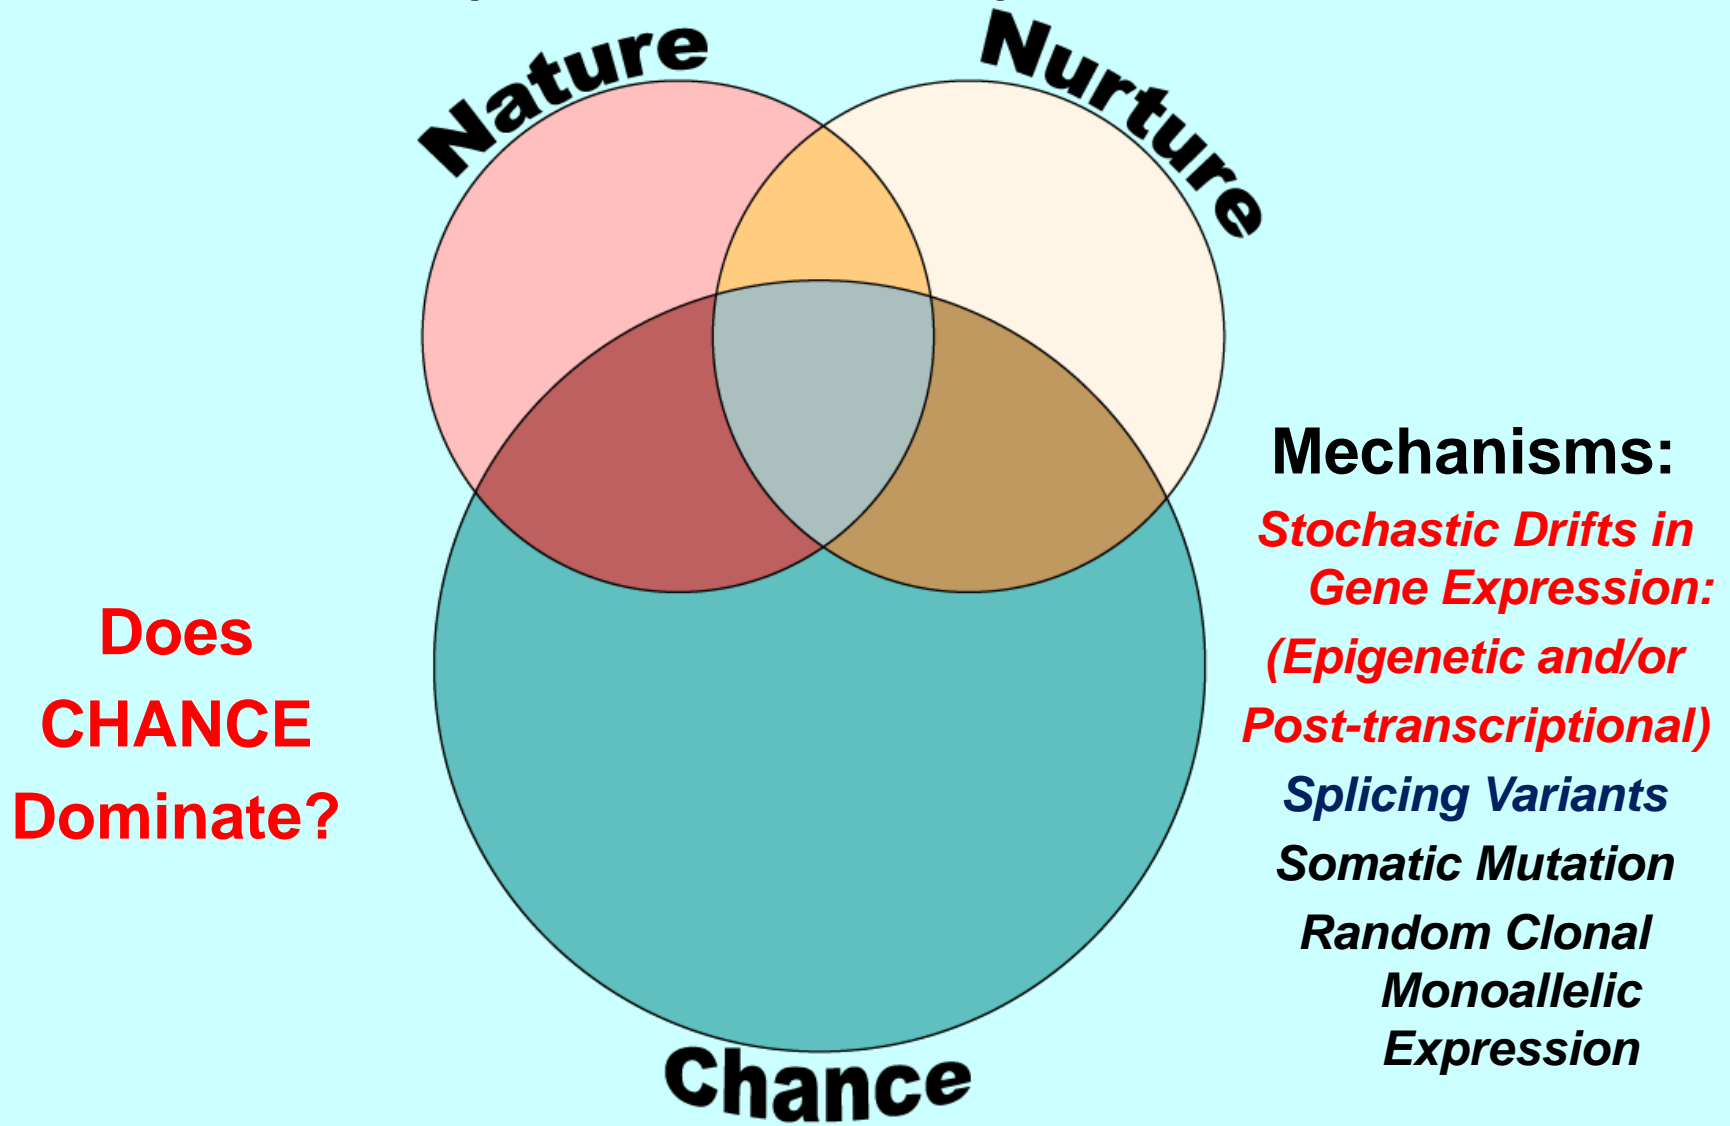 Nature
Nurture
Mechanisms:
Stochastic Drifts in
Gene Expression:
(Epigenetic and/or
Post-transcriptional)
Splicing Variants
Somatic Mutation
Random Clonal
Monoallelic
Expression
Does
CHANCE
Dominate?
Chance